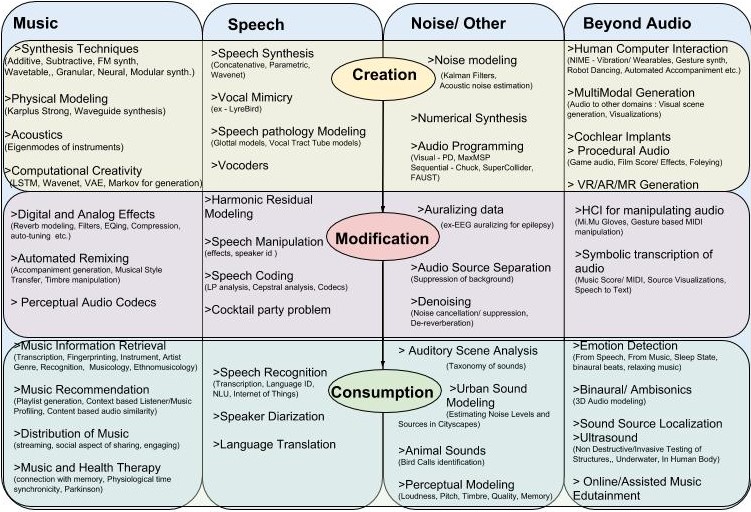 Music
Speech
Noise/ Other
Beyond Audio
>Synthesis Techniques
(Additive, Subtractive, FM synth,
Wavetable,, Granular, Neural, Modular synth.)
>Physical Modeling
(Karplus Strong, Waveguide synthesis)
>Acoustics
(Eigenmodes of instruments)
>Computational Creativity
(LSTM, Wavenet, VAE, Markov for generation)
>Speech Synthesis
(Concatenative, Parametric,
Wavenet)
>Vocal Mimicry
(ex - LyreBird)
>Speech pathology Modeling
(Glottal models, Vocal Tract Tube models)
>Vocoders
Creation
>Noise modeling
(Kalman Filters,
Acoustic noise estimation)
>Numerical Synthesis
>Audio Programming
(Visual - PD, MaxMSP
Sequential - Chuck, SuperCollider,
FAUST)
>Human Computer Interaction
(NIME - Vibration/ Wearables, Gesture synth,
Robot Dancing, Automated Accompaniment etc.)
>MultiModal Generation
(Audio to other domains : Visual scene
generation, Visualizations)
>Cochlear Implants
> Procedural Audio
(Game audio, Film Score/ Effects, Foleying)
> VR/AR/MR Generation
>Digital and Analog Effects
(Reverb modeling, Filters, EQing, Compression,
auto-tuning etc.)
>Automated Remixing
(Accompaniment generation, Musical Style
Transfer, Timbre manipulation)
> Perceptual Audio Codecs
>Harmonic Residual
Modeling
>Speech Manipulation
(effects, speaker id )
>Speech Coding
(LP analysis, Cepstral analysis, Codecs)
>Cocktail party problem
Modification
>Auralizing data
(ex-EEG auralizing for epilepsy)
>Audio Source Separation
(Suppression of background)
>Denoising
(Noise cancellation/ suppression,
De-reverberation)
>HCI for manipulating audio
(Mi.Mu Gloves, Gesture based MIDI
manipulation)
>Symbolic transcription of
audio
(Music Score/ MIDI, Source Visualizations,
Speech to Text)
>Music Information Retrieval
(Transcription, Fingerprinting, Instrument, Artist
Genre, Recognition, Musicology, Ethnomusicology)
>Music Recommendation
(Playlist generation, Context based Listener/Music
Profiling, Content based audio similarity)
>Distribution of Music
(streaming, social aspect of sharing, engaging)
>Music and Health Therapy
(connection with memory, Physiological time
synchronicity, Parkinson)
>Speech Recognition
(Transcription, Language ID,
NLU, Internet of Things)
>Speaker Diarization
>Language Translation
Consumption
> Auditory Scene Analysis
(Taxonomy of sounds)
>Urban Sound
Modeling
(Estimating Noise Levels and
Sources in Cityscapes)
>Animal Sounds
(Bird Calls identification)
>Perceptual Modeling
(Loudness, Pitch, Timbre, Quality, Memory)
>Emotion Detection
(From Speech, From Music, Sleep State,
binaural beats, relaxing music)
>Binaural/ Ambisonics
(3D Audio modeling)
>Sound Source Localization
>Ultrasound
(Non Destructive/Invasive Testing of
Structures,, Underwater, In Human Body)
> Online/Assisted Music
Edutainment